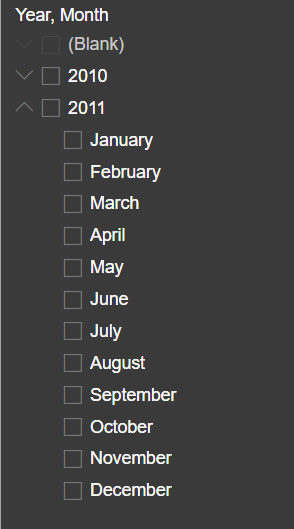 Year, Month
(Blank)
2010
2011
January
February
March
April
May
June
July
August
September
October
November
December